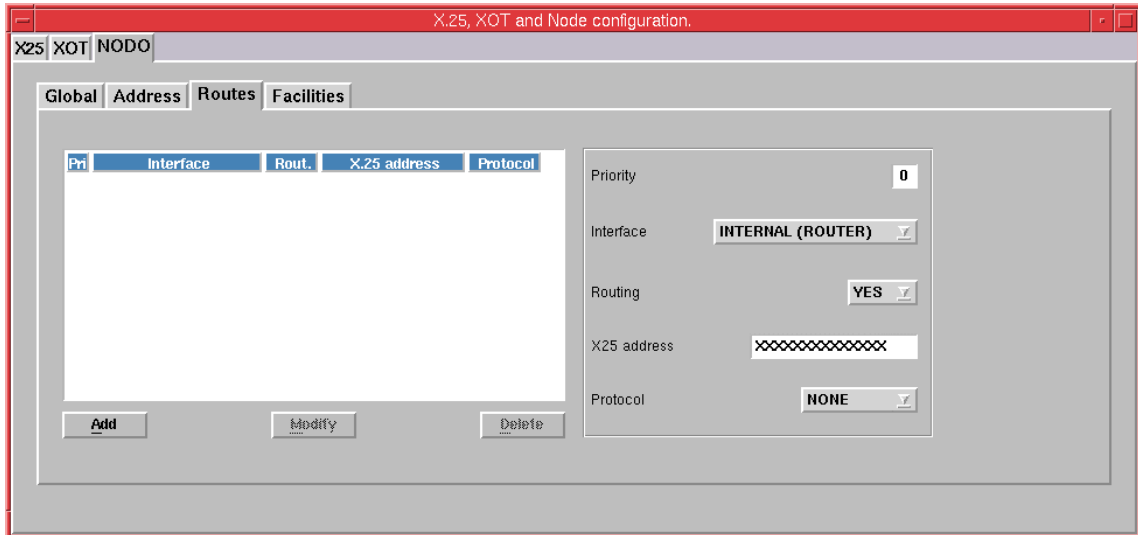 X.25, XOT and Node configuration.
X25 XOT NODO
Global Address Routes Facilities
Pri Interface Rout. X.25 address Protocol
Priority 0
Interface INTERNAL (ROUTER)
Routing YES
X25 address XXXXXXXXXXXXXX
Protocol NONE
Add Modify Delete